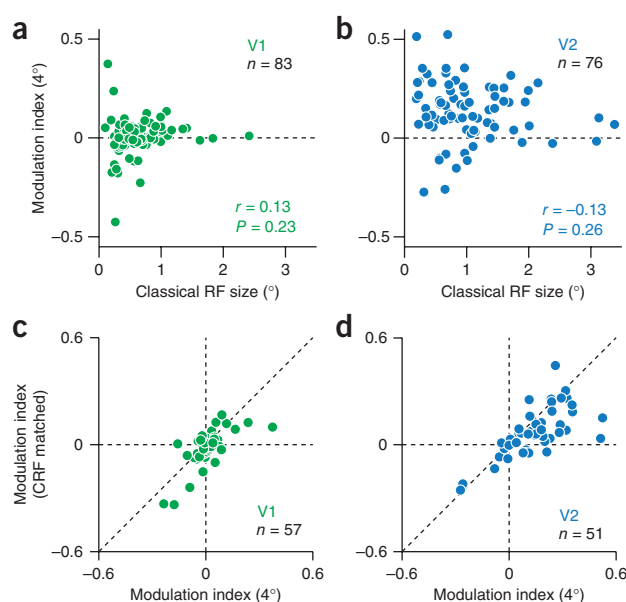 a
V1
n = 83
0.5
0
–0.5
Modulation index (4°)
r = 0.13
P = 0.23
0
1
2
3
Classical RF size (°)
b
V2
n = 76
0.5
0
–0.5
r = –0.13
P = 0.26
0
1
2
3
Classical RF size (°)
c
0.6
0
–0.6
Modulation index
(CRF matched)
V1
n = 57
–0.6
0
0.6
Modulation index (4°)
d
0.6
0
–0.6
V2
n = 51
–0.6
0
0.6
Modulation index (4°)